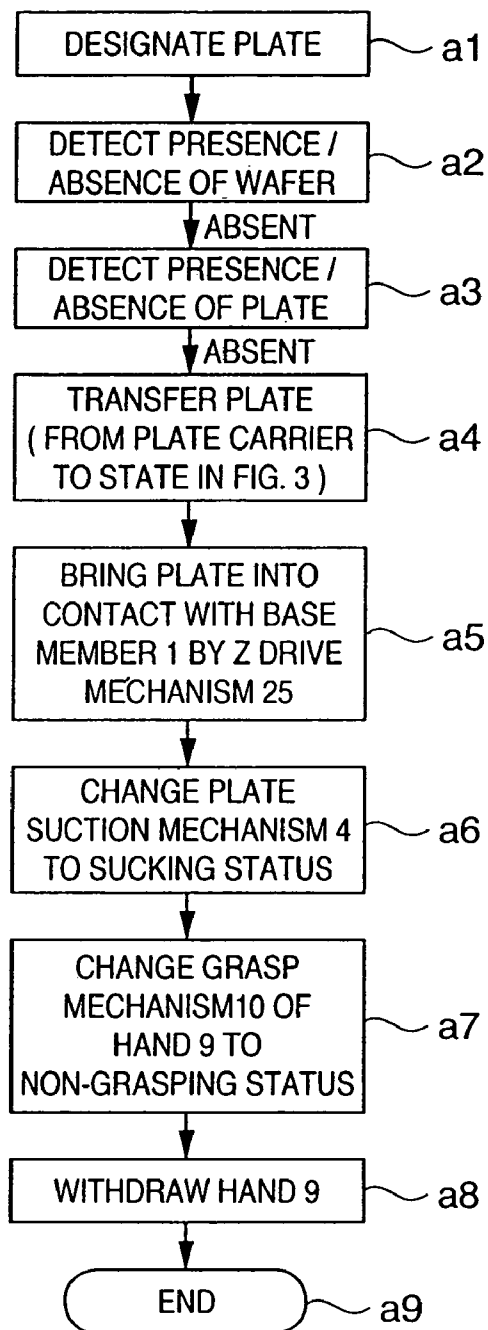 DESIGNATE PLATE
a1
DETECT PRESENCE /
ABSENCE OF WAFER
a2
ABSENT
DETECT PRESENCE /
ABSENCE OF PLATE
a3
ABSENT
TRANSFER PLATE
( FROM PLATE CARRIER
TO STATE IN FIG. 3 )
a4
BRING PLATE INTO
CONTACT WITH BASE
MEMBER 1 BY Z DRIVE
MECHANISM 25
a5
CHANGE PLATE
SUCTION MECHANISM 4
TO SUCKING STATUS
a6
CHANGE GRASP
MECHANISM10 OF
HAND 9 TO
NON-GRASPING STATUS
a7
WITHDRAW HAND 9
a8
END
a9